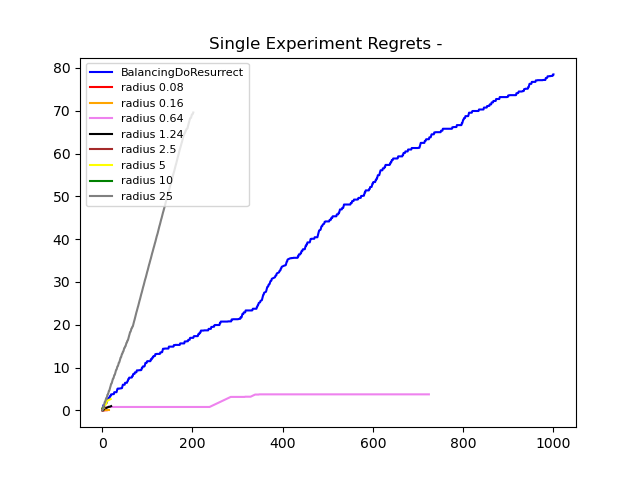 Single Experiment Regrets -
80
70
60
50
40
30
20
10
0
BalancingDoResurrect
radius 0.08
radius 0.16
radius 0.64
radius 1.24
radius 2.5
radius 5
radius 10
radius 25
0 200 400 600 800 1000